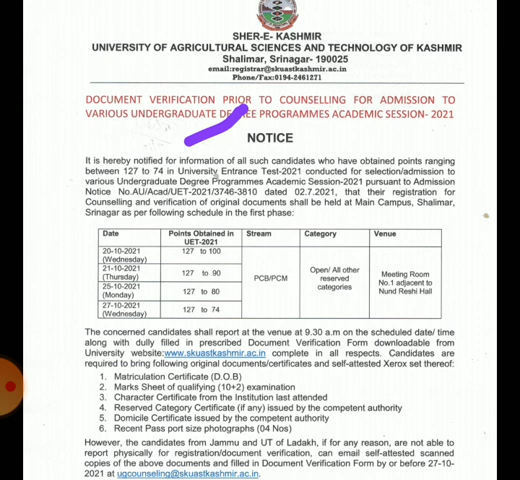 SHER-E- KASHMIR
UNIVERSITY OF AGRICULTURAL SCIENCES AND TECHNOLOGY OF KASHMIR
Shalimar, Srinagar- 190025
email:registrar@skuastkashmir.ac.in
Phone/Fax:0194-2461271
DOCUMENT VERIFICATION PRIOR TO COUNSELLING FOR ADMISSION TO
VARIOUS UNDERGRADUATE DEGREE PROGRAMMES ACADEMIC SESSION- 2021
NOTICE
It is hereby notified for information of all such candidates who have obtained points ranging
between 127 to 74 in University Entrance Test-2021 conducted for selection/admission to
various Undergraduate Degree Programmes Academic Session-2021 pursuant to Admission
Notice No.AU/Acad/UET-2021/3746-3810 dated 02.7.2021, that their registration for
Counselling and verification of original documents shall be held at Main Campus, Shalimar,
Srinagar as per following schedule in the first phase:
Date Points Obtained in UET-2021 Stream Category Venue
20-10-2021 (Wednesday) 127 to 100
21-10-2021 (Thursday) 127 to 90
25-10-2021 (Monday) 127 to 80
27-10-2021 (Wednesday) 127 to 74
PCB/PCM
Open/ All other
reserved
categories
Meeting Room
No.1 adjacent to
Nund Reshi Hall
The concerned candidates shall report at the venue at 9.30 a.m on the scheduled date/ time
along with dully filled in prescribed Document Verification Form downloadable from
University website:www.skuastkashmir.ac.in complete in all respects. Candidates are
required to bring following original documents/certificates and self-attested Xerox set thereof:
1. Matriculation Certificate (D.O.B)
2. Marks Sheet of qualifying (10+2) examination
3. Character Certificate from the Institution last attended
4. Reserved Category Certificate (if any) issued by the competent authority
5. Domicile Certificate issued by the competent authority
6. Recent Pass port size photographs (04 Nos)
However, the candidates from Jammu and UT of Ladakh, if for any reason, are not able to
report physically for registration/document verification, can email self-attested scanned
copies of the above documents and filled in Document Verification Form by or before 27-10-
2021 at ugcounseling@skuastkashmir.ac.in.